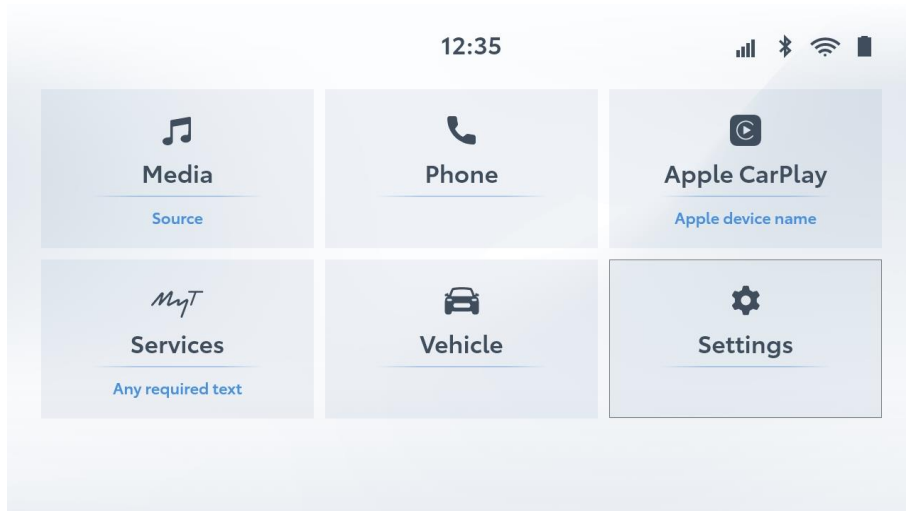 12:35
Media
Source
Phone
Apple CarPlay
Apple device name
MyT
Services
Any required text
Vehicle
Settings